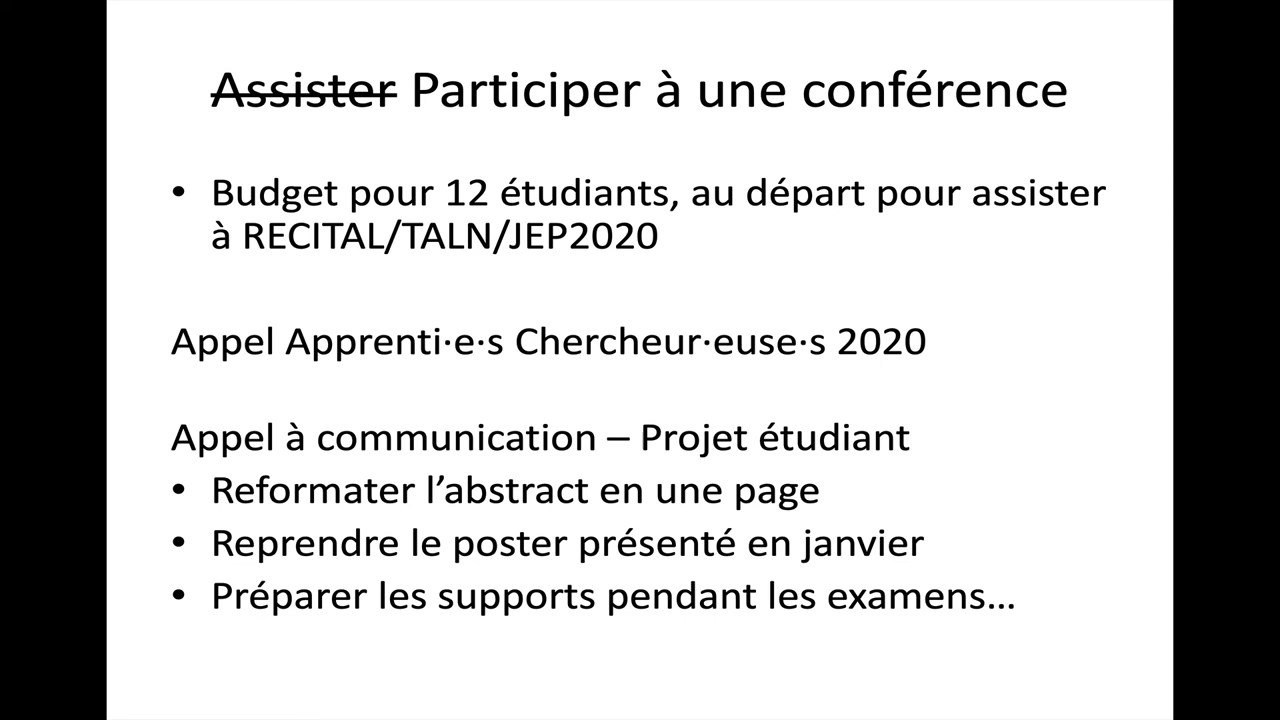 Assister Participer à une conférence
• Budget pour 12 étudiants, au départ pour assister
à RECITAL/TALN/JEP2020
Appel Apprenti·e·s Chercheur·euse·s 2020
Appel à communication – Projet étudiant
• Reformater l’abstract en une page
• Reprendre le poster présenté en janvier
• Préparer les supports pendant les examens…